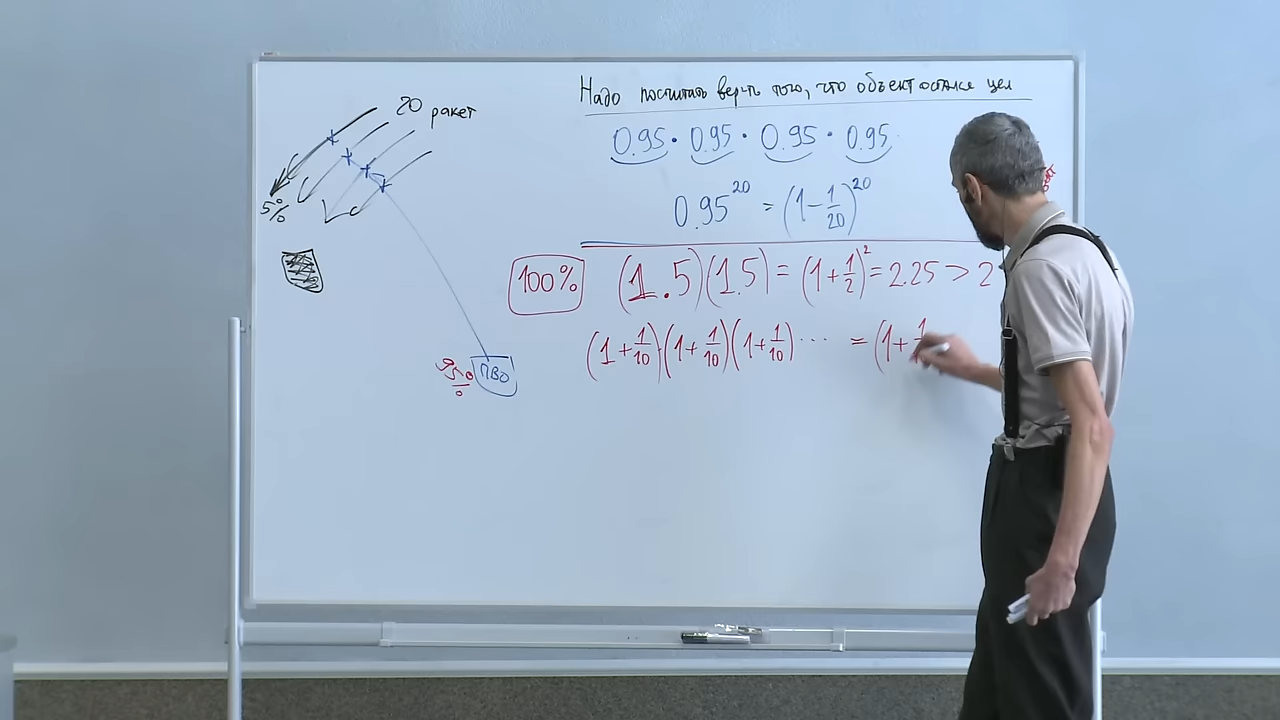 20 ракет
5%
95%
ПВО
Надо посчитать вер-ть того, что объект остался цел
0.95 · 0.95 · 0.95 · 0.95
0.95²⁰ = (1 - 1/20)²⁰
100%
(1.5)(1.5) = (1 + 1/2)² = 2.25 > 2
(1 + 1/10)·(1 + 1/10)(1 + 1/10) ... = (1 + 1